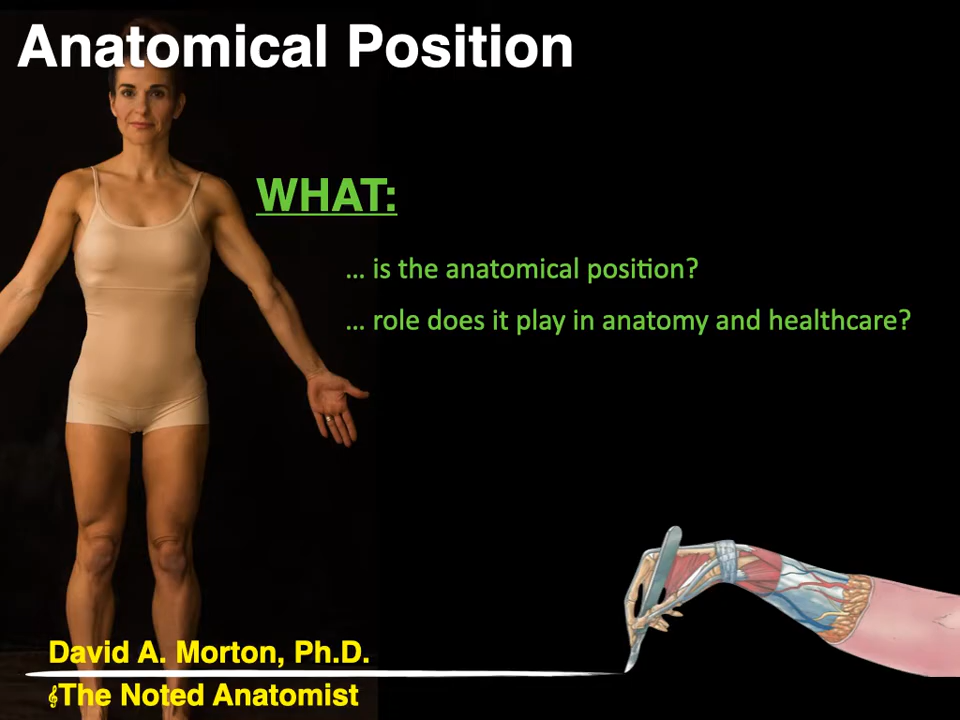 Anatomical Position
WHAT:
... is the anatomical position?
... role does it play in anatomy and healthcare?
David A. Morton, Ph.D.
The Noted Anatomist